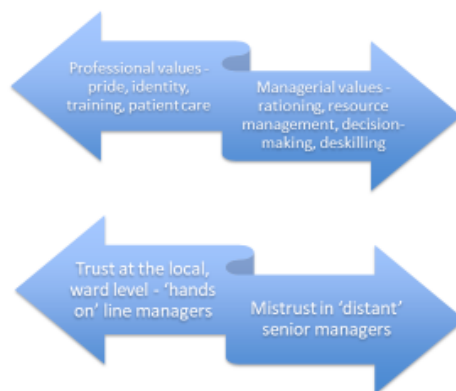 Professional values -
pride, identity,
training, patient care
Managerial values -
rationing, resource
management, decision-
making, deskilling
Trust at the local,
ward level - 'hands
on' line managers
Mistrust in 'distant'
senior managers